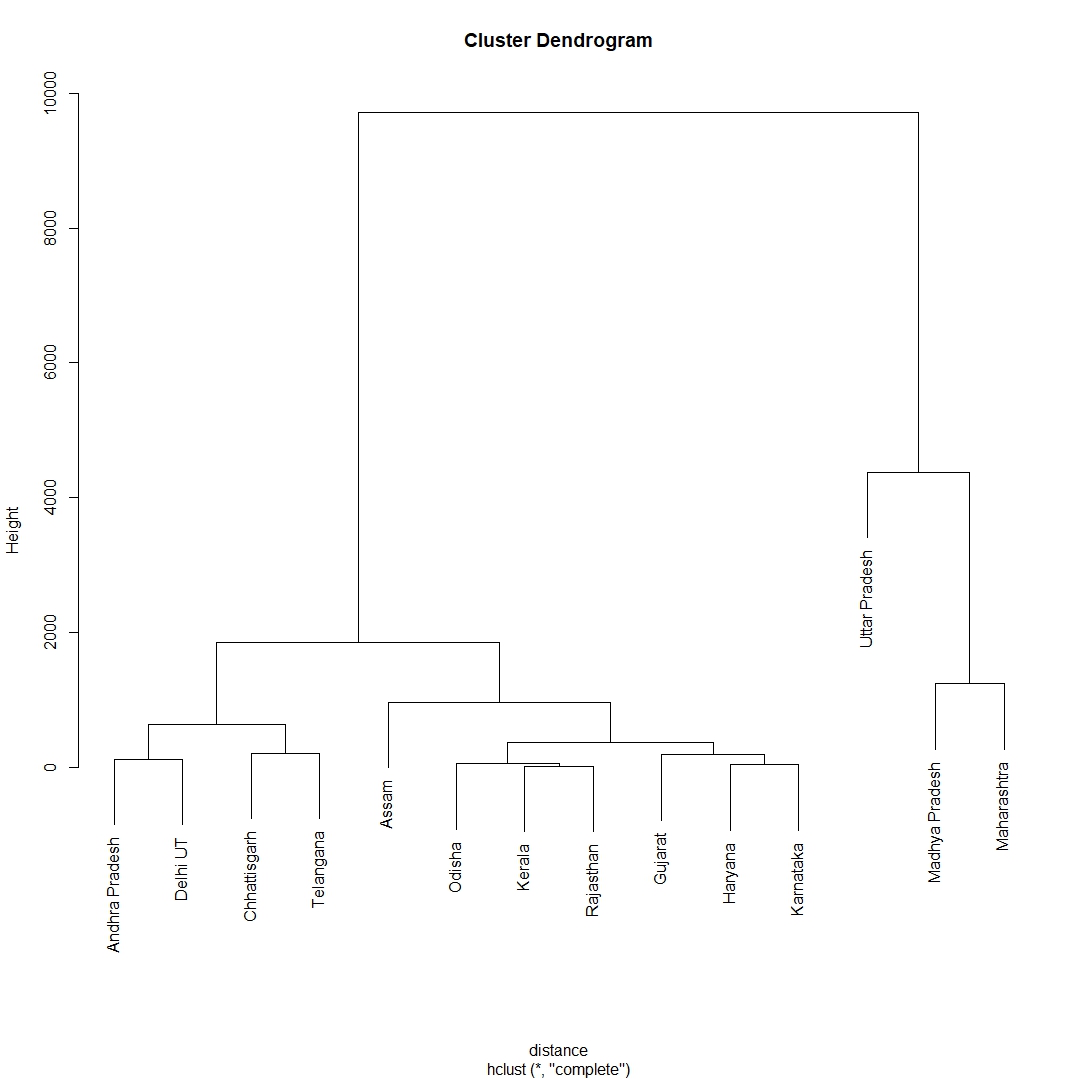 Cluster Dendrogram
Height
10000
8000
6000
4000
2000
0
Andhra Pradesh
Delhi UT
Chhattisgarh
Telangana
Assam
Odisha
Kerala
Rajasthan
Gujarat
Haryana
Karnataka
Uttar Pradesh
Madhya Pradesh
Maharashtra
distance
hclust (*, "complete")